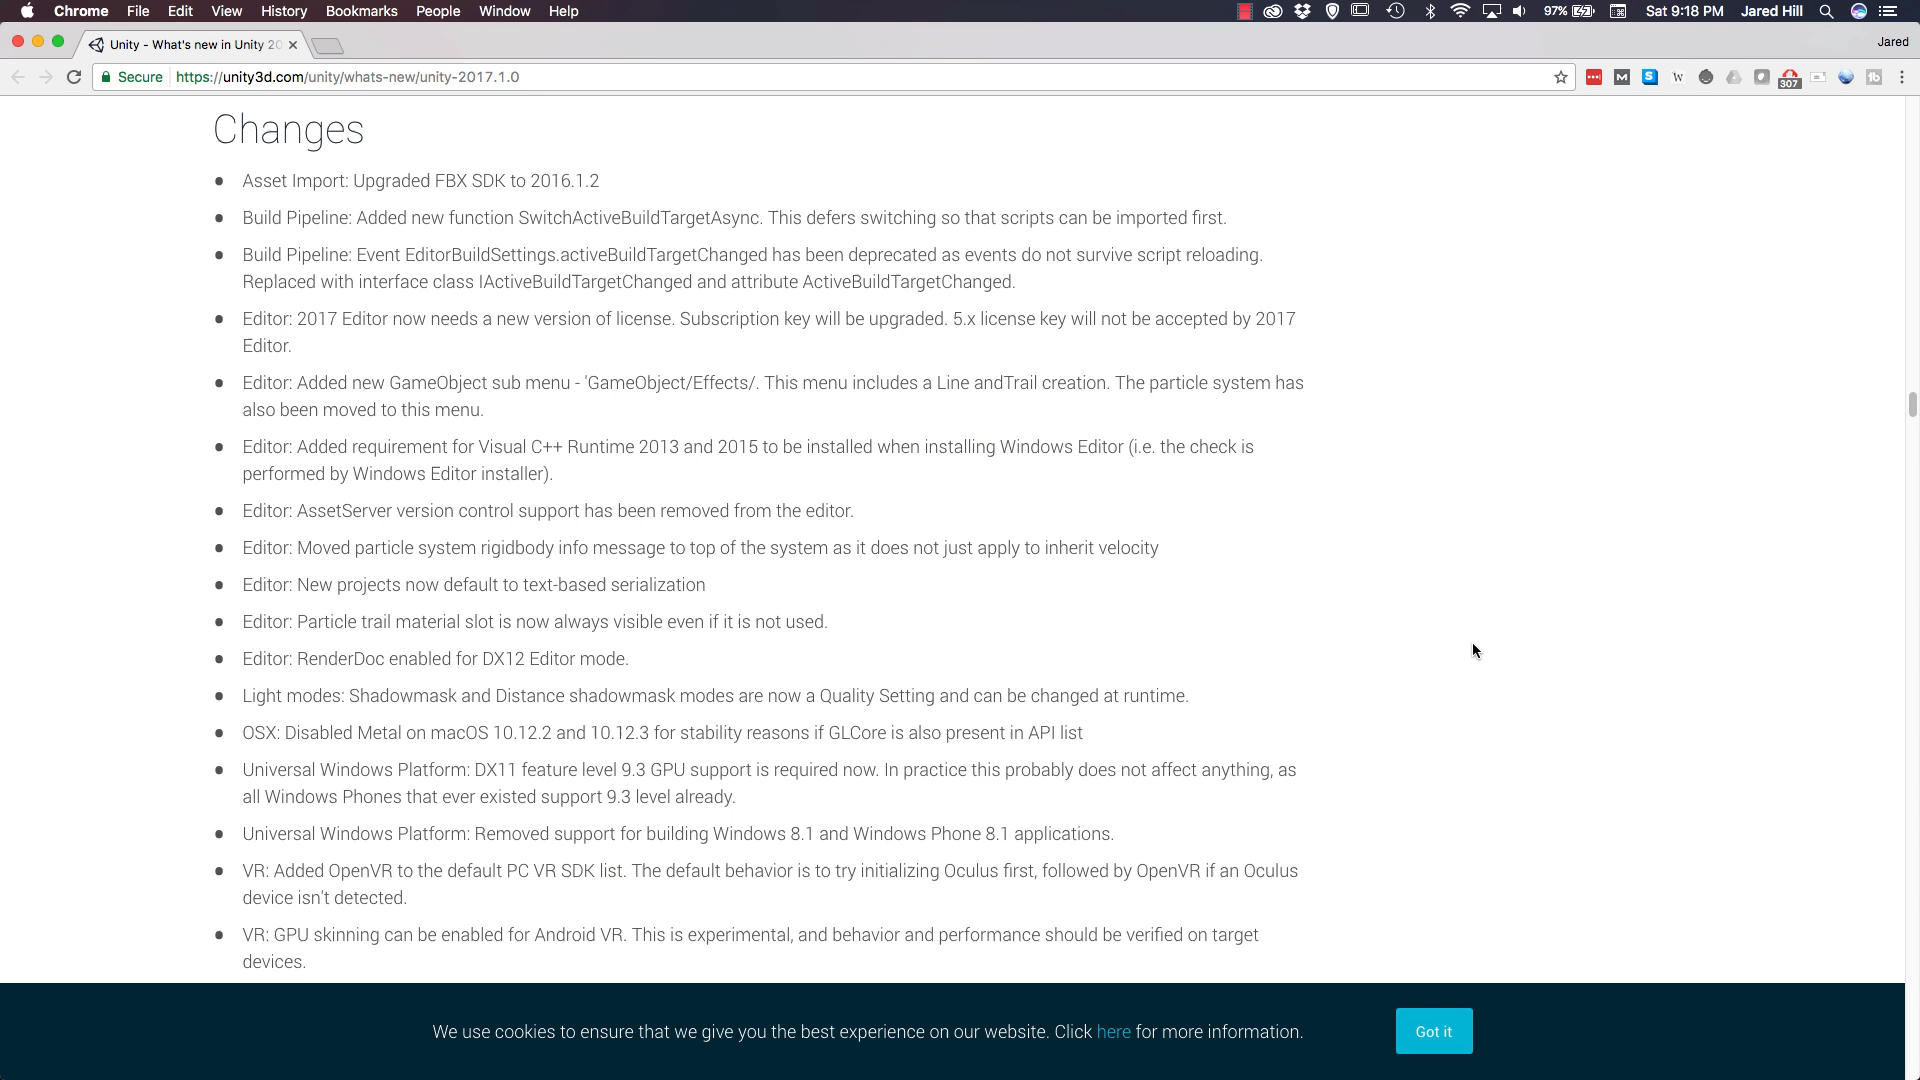 Chrome File Edit View History Bookmarks People Window Help 97% Sat 9:18 PM Jared Hill
Unity - What's new in Unity 20 Jared
Secure https://unity3d.com/unity/whats-new/unity-2017.1.0 M S W 307
Changes
Asset Import: Upgraded FBX SDK to 2016.1.2
Build Pipeline: Added new function SwitchActiveBuildTargetAsync. This defers switching so that scripts can be imported first.
Build Pipeline: Event EditorBuildSettings.activeBuildTargetChanged has been deprecated as events do not survive script reloading.
Replaced with interface class IActiveBuildTargetChanged and attribute ActiveBuildTargetChanged.
Editor: 2017 Editor now needs a new version of license. Subscription key will be upgraded. 5.x license key will not be accepted by 2017
Editor.
Editor: Added new GameObject sub menu - 'GameObject/Effects/. This menu includes a Line andTrail creation. The particle system has
also been moved to this menu.
Editor: Added requirement for Visual C++ Runtime 2013 and 2015 to be installed when installing Windows Editor (i.e. the check is
performed by Windows Editor installer).
Editor: AssetServer version control support has been removed from the editor.
Editor: Moved particle system rigidbody info message to top of the system as it does not just apply to inherit velocity
Editor: New projects now default to text-based serialization
Editor: Particle trail material slot is now always visible even if it is not used.
Editor: RenderDoc enabled for DX12 Editor mode.
Light modes: Shadowmask and Distance shadowmask modes are now a Quality Setting and can be changed at runtime.
OSX: Disabled Metal on macOS 10.12.2 and 10.12.3 for stability reasons if GLCore is also present in API list
Universal Windows Platform: DX11 feature level 9.3 GPU support is required now. In practice this probably does not affect anything, as
all Windows Phones that ever existed support 9.3 level already.
Universal Windows Platform: Removed support for building Windows 8.1 and Windows Phone 8.1 applications.
VR: Added OpenVR to the default PC VR SDK list. The default behavior is to try initializing Oculus first, followed by OpenVR if an Oculus
device isn't detected.
VR: GPU skinning can be enabled for Android VR. This is experimental, and behavior and performance should be verified on target
devices.
We use cookies to ensure that we give you the best experience on our website. Click here for more information. Got it